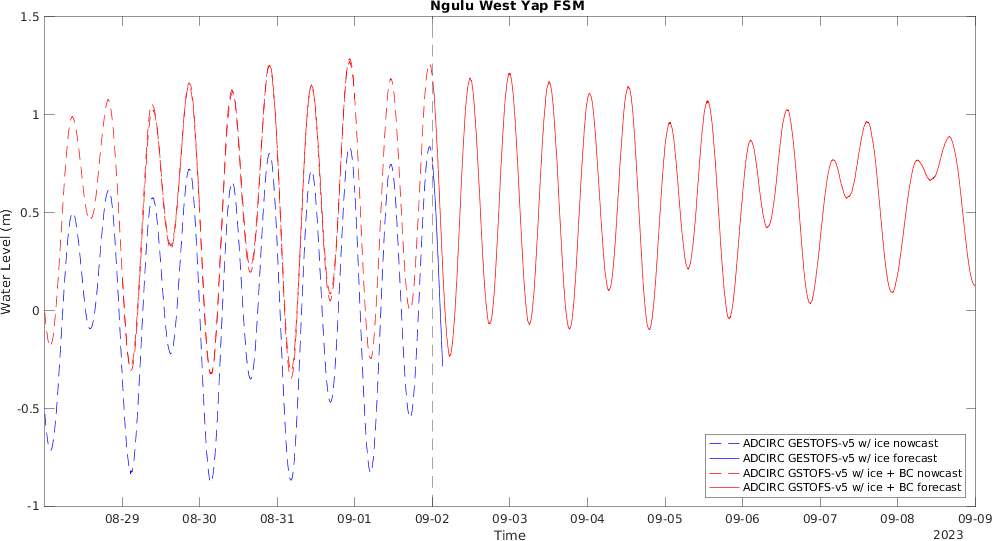 Ngulu West Yap FSM
1.5
1
0.5
0
-0.5
-1
Water Level (m)
08-29 08-30 08-31 09-01 09-02 09-03 09-04 09-05 09-06 09-07 09-08 09-09
Time
2023
ADCIRC GESTOFS-v5 w/ ice nowcast
ADCIRC GESTOFS-v5 w/ ice forecast
ADCIRC GSTOFS-v5 w/ ice + BC nowcast
ADCIRC GSTOFS-v5 w/ ice + BC forecast